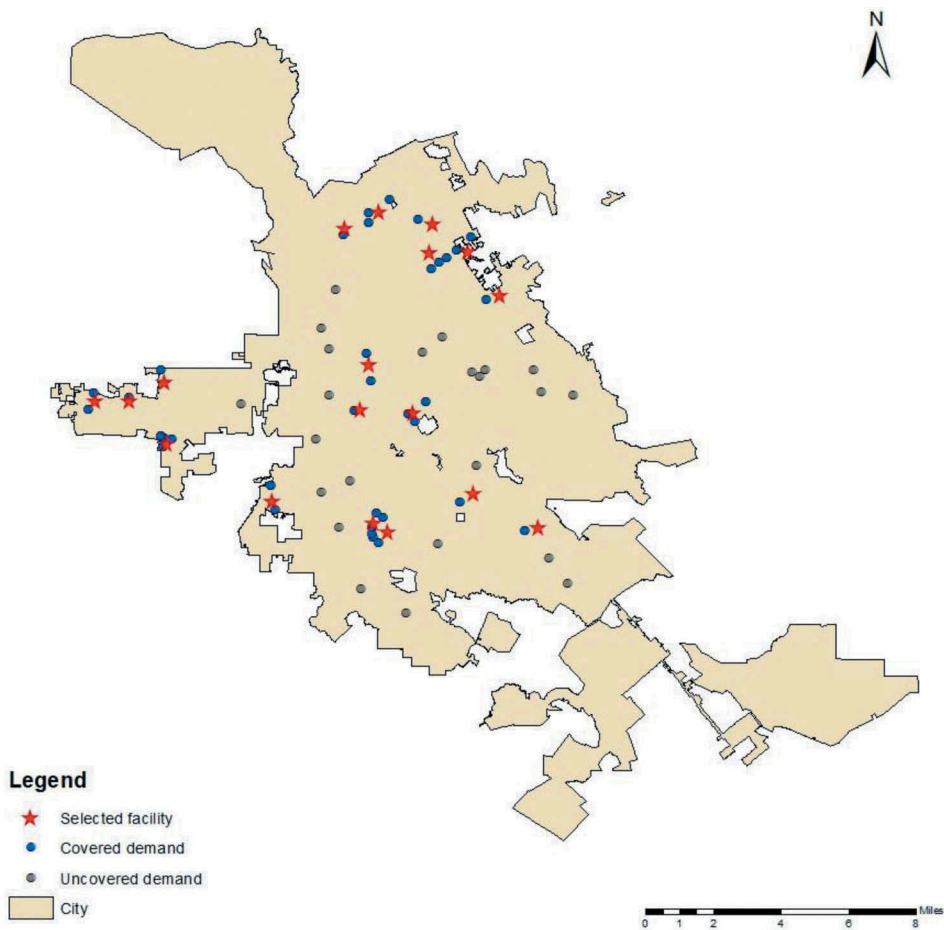 N
Legend
Selected facility
Covered demand
Uncovered demand
City
Miles
0 1 2 4 6 8